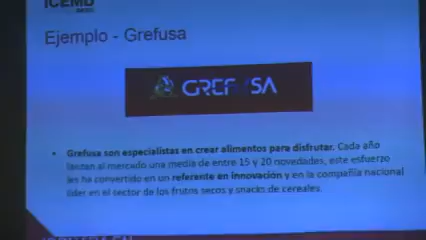 ICEMD
Ejemplo - Grefusa
GREFUSA
• Grefusa son especialistas en crear alimentos para disfrutar. Cada año
lanzan al mercado una media de entre 15 y 20 novedades, este esfuerzo
les ha convertido en un referente en innovación y en la compañía nacional
líder en el sector de los frutos secos y snacks de cereales.